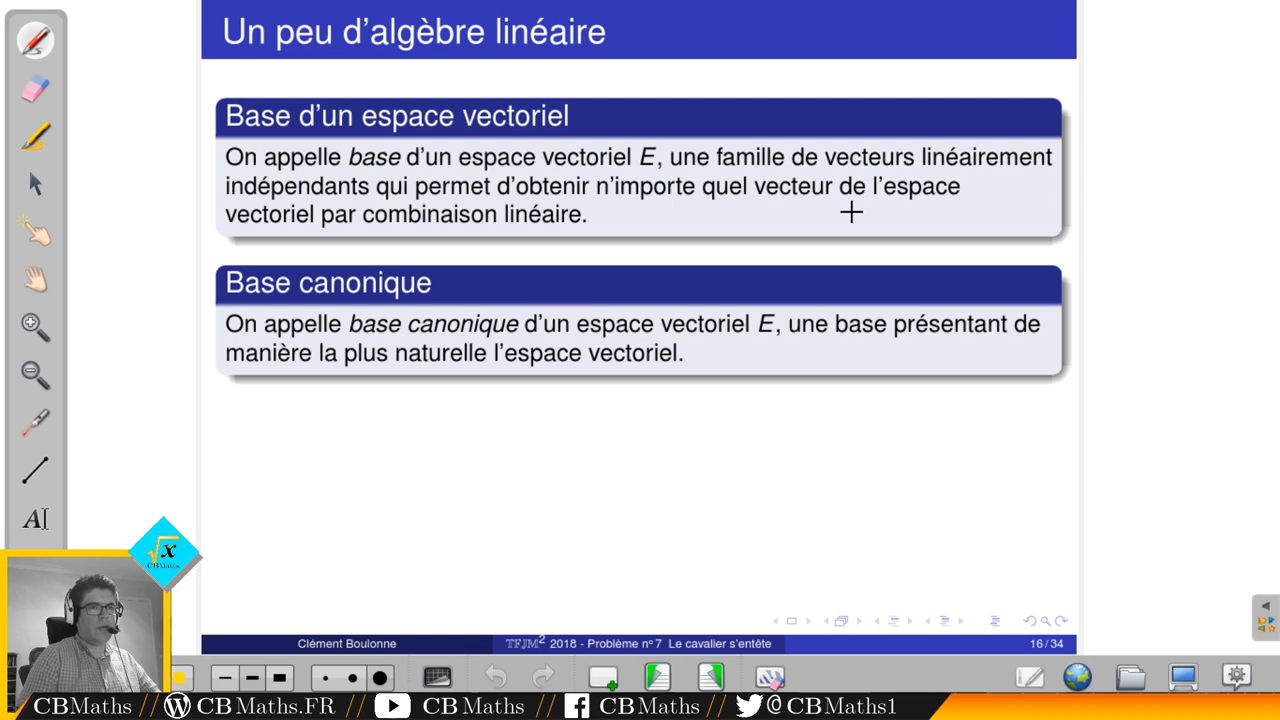 Un peu d'algèbre linéaire
Base d'un espace vectoriel
On appelle base d'un espace vectoriel E, une famille de vecteurs linéairement
indépendants qui permet d'obtenir n'importe quel vecteur de l'espace
vectoriel par combinaison linéaire.
Base canonique
On appelle base canonique d'un espace vectoriel E, une base présentant de
manière la plus naturelle l'espace vectoriel.
AI
√x
CBMaths
Clément Boulonne
TFJM² 2018 - Problème n°7 Le cavalier s'entête
16/34
CBMaths // CBMaths.FR // CBMaths // CBMaths // @CBMaths1